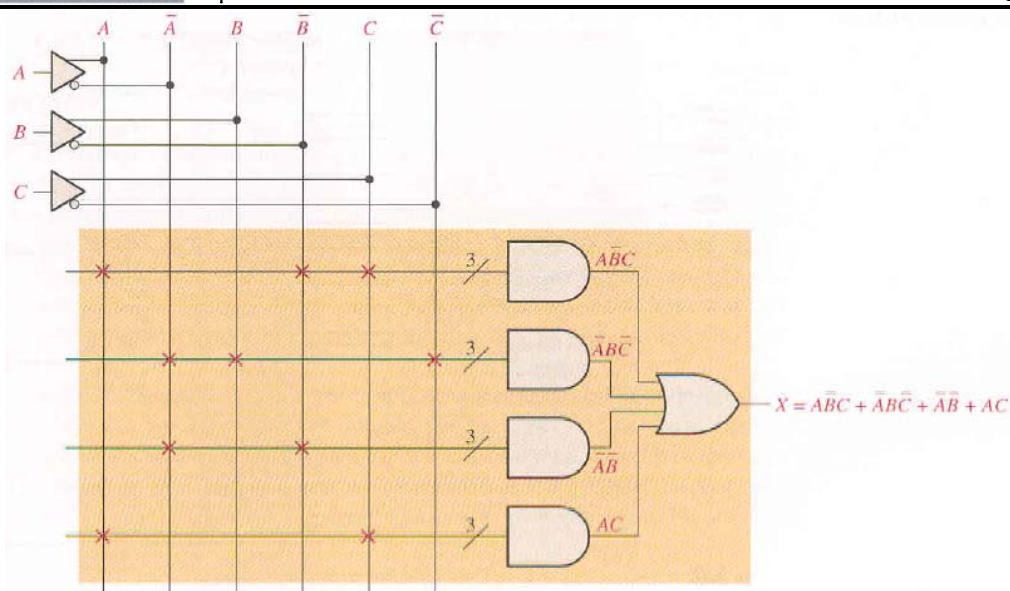 A Ā B B̄ C C̄
A
B
C
3 AB̄C
3 ĀBC̄
X = AB̄C + ĀBC̄ + ĀB̄ + AC
3 ĀB̄
3 AC